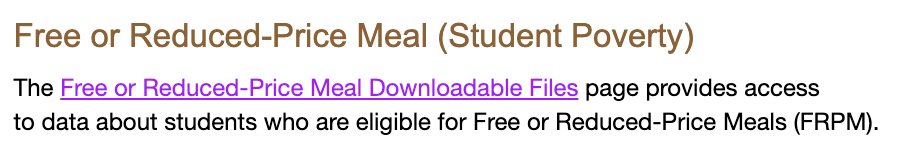 Free or Reduced-Price Meal (Student Poverty)
The Free or Reduced-Price Meal Downloadable Files page provides access
to data about students who are eligible for Free or Reduced-Price Meals (FRPM).